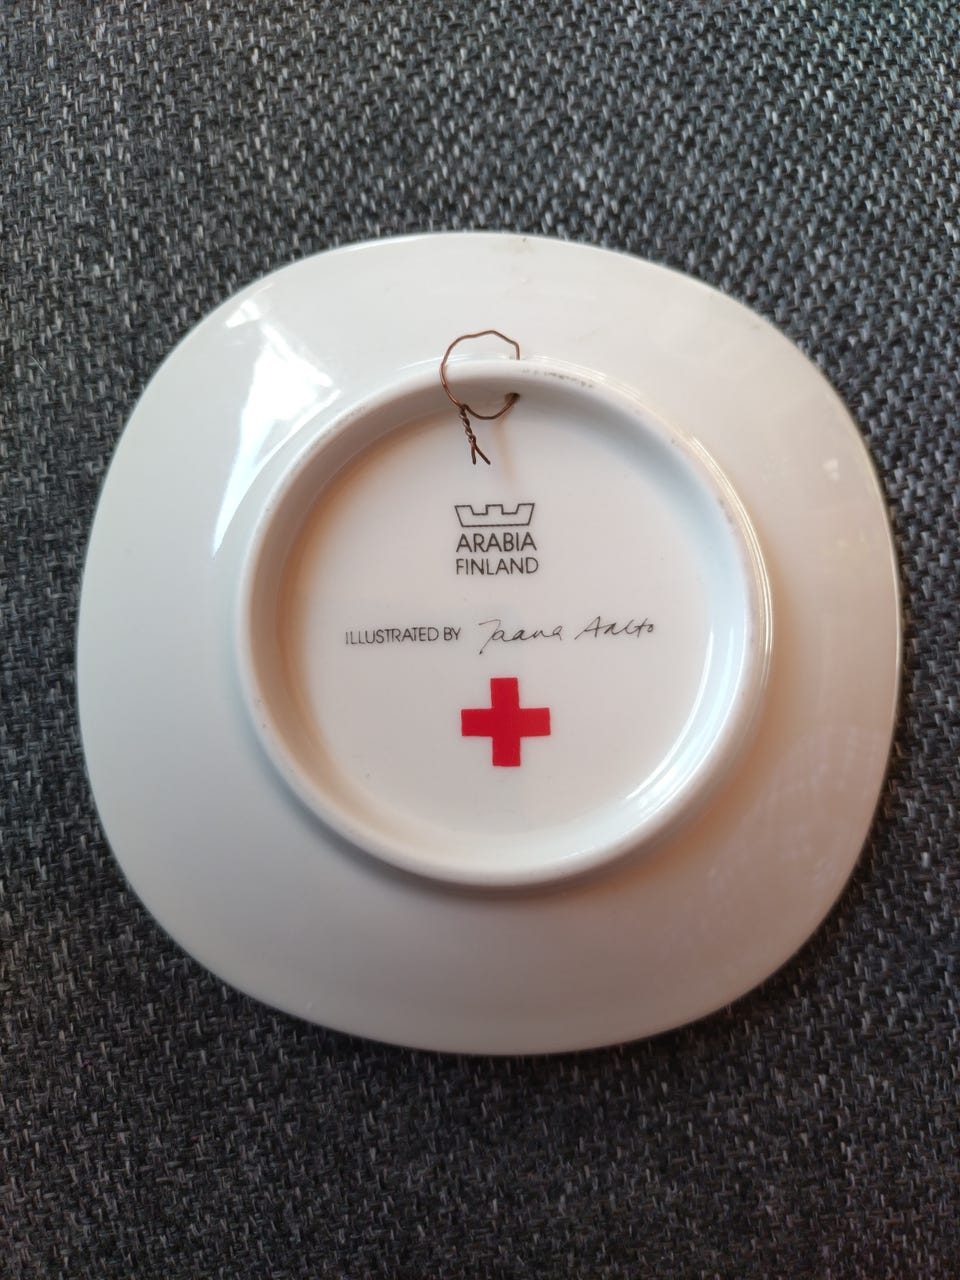 ARABIA
FINLAND
ILLUSTRATED BY Jaana Aalto